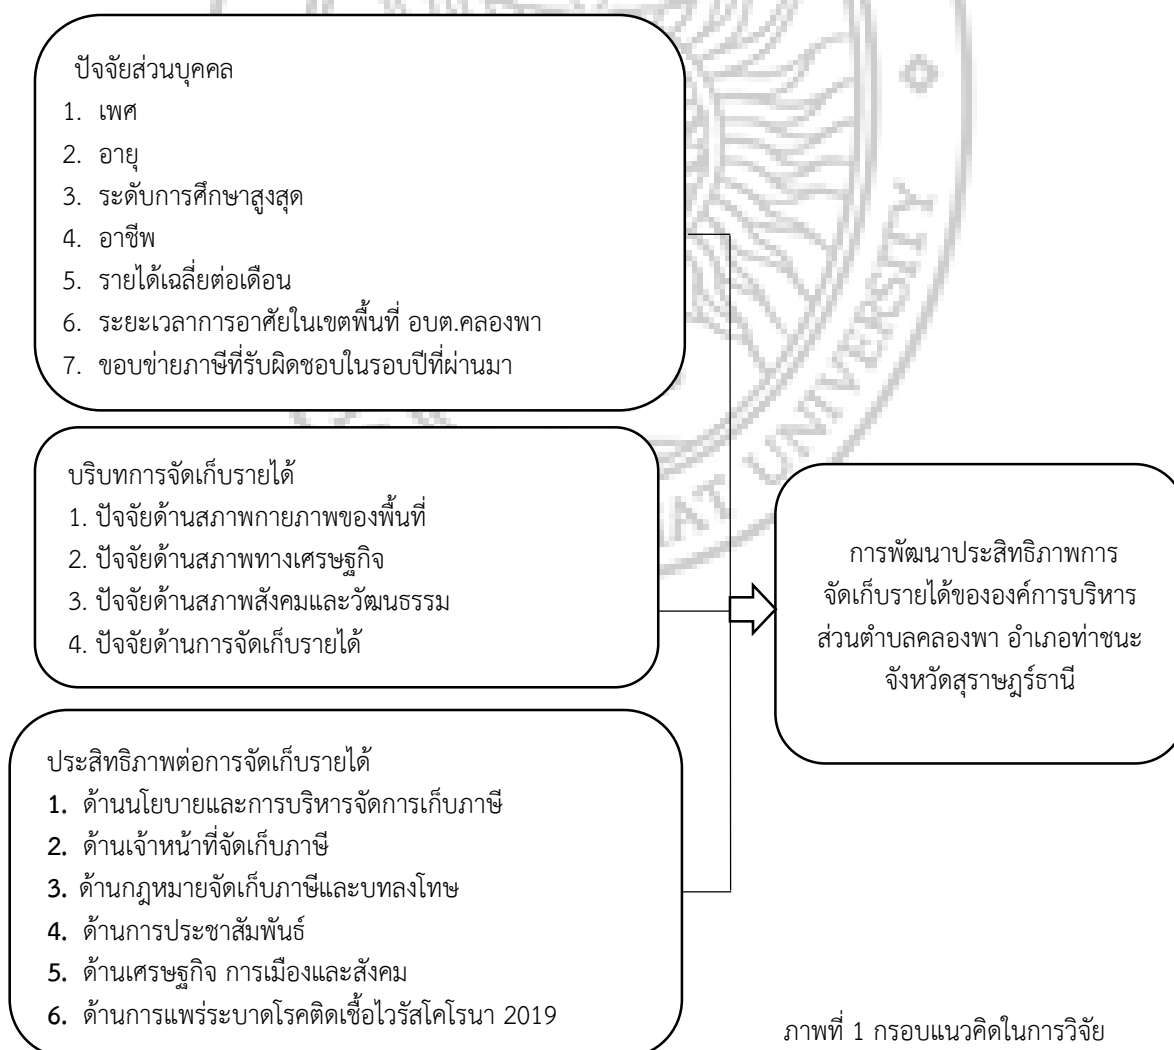 ปัจจัยส่วนบุคคล
1. เพศ
2. อายุ
3. ระดับการศึกษาสูงสุด
4. อาชีพ
5. รายได้เฉลี่ยต่อเดือน
6. ระยะเวลาการอาศัยในเขตพื้นที่ อบต.คลองพา
7. ขอบข่ายภาษีที่รับผิดชอบในรอบปีที่ผ่านมา
บริบทการจัดเก็บรายได้
1. ปัจจัยด้านสภาพกายภาพของพื้นที่
2. ปัจจัยด้านสภาพทางเศรษฐกิจ
3. ปัจจัยด้านสภาพสังคมและวัฒนธรรม
4. ปัจจัยด้านการจัดเก็บรายได้
ประสิทธิภาพต่อการจัดเก็บรายได้
1. ด้านนโยบายและการบริหารจัดการเก็บภาษี
2. ด้านเจ้าหน้าที่จัดเก็บภาษี
3. ด้านกฎหมายจัดเก็บภาษีและบทลงโทษ
4. ด้านการประชาสัมพันธ์
5. ด้านเศรษฐกิจ การเมืองและสังคม
6. ด้านการแพร่ระบาดโรคติดเชื้อไวรัสโคโรนา 2019
การพัฒนาประสิทธิภาพการ
จัดเก็บรายได้ขององค์การบริหาร
ส่วนตำบลคลองพา อำเภอท่าชนะ
จังหวัดสุราษฎร์ธานี
ภาพที่ 1 กรอบแนวคิดในการวิจัย
UNIVERSITY